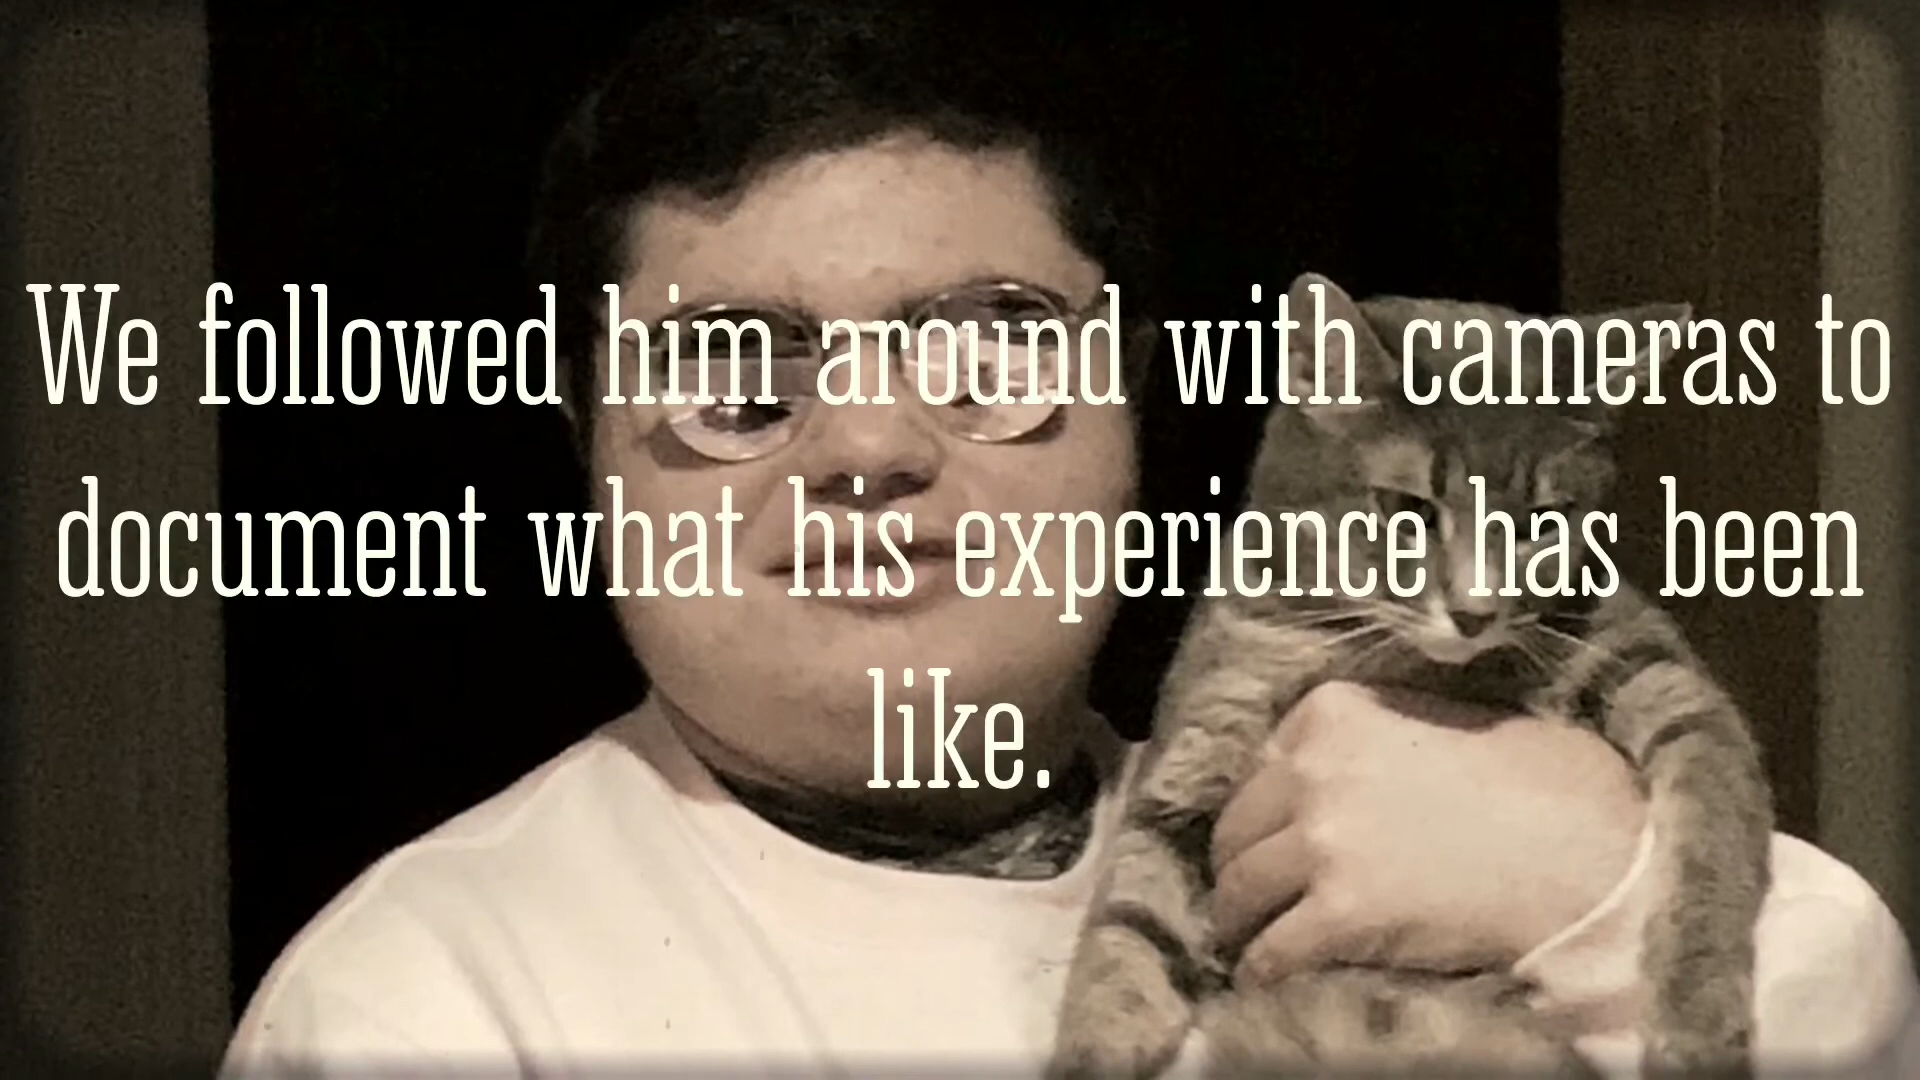 We followed him around with cameras to
document what his experience has been
like.